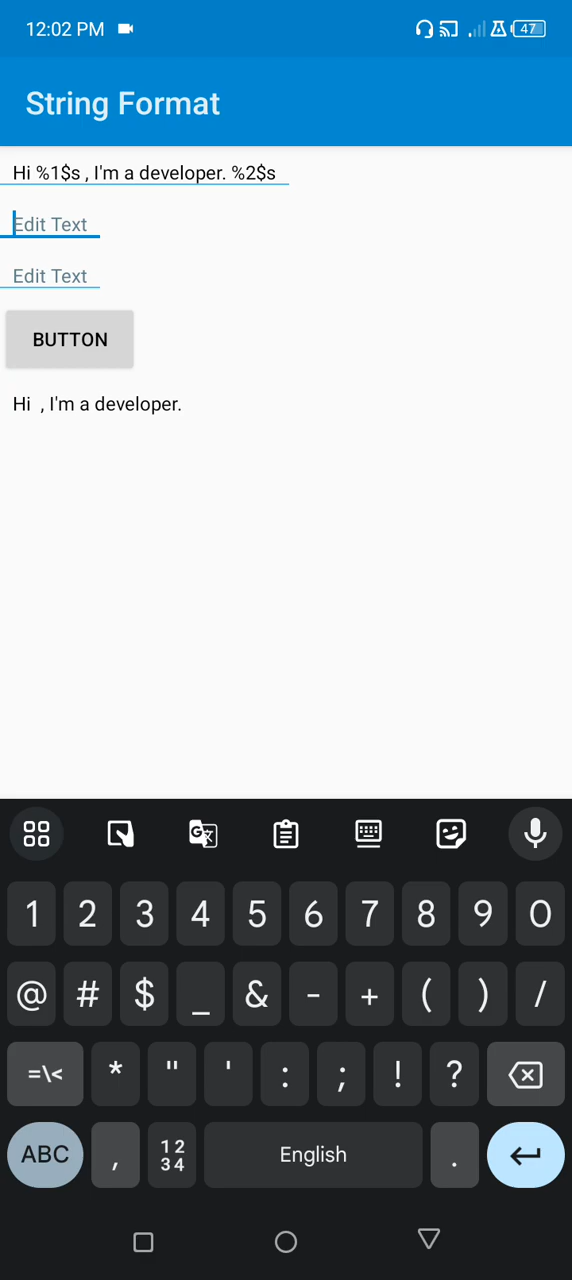 12:02 PM 47
String Format
Hi %1$s , I'm a developer. %2$s
Edit Text
Edit Text
BUTTON
Hi  , I'm a developer.
1 2 3 4 5 6 7 8 9 0
@ # $ _ & - + ( ) /
=\< * " ' : ; ! ?
ABC , 12 34 English .